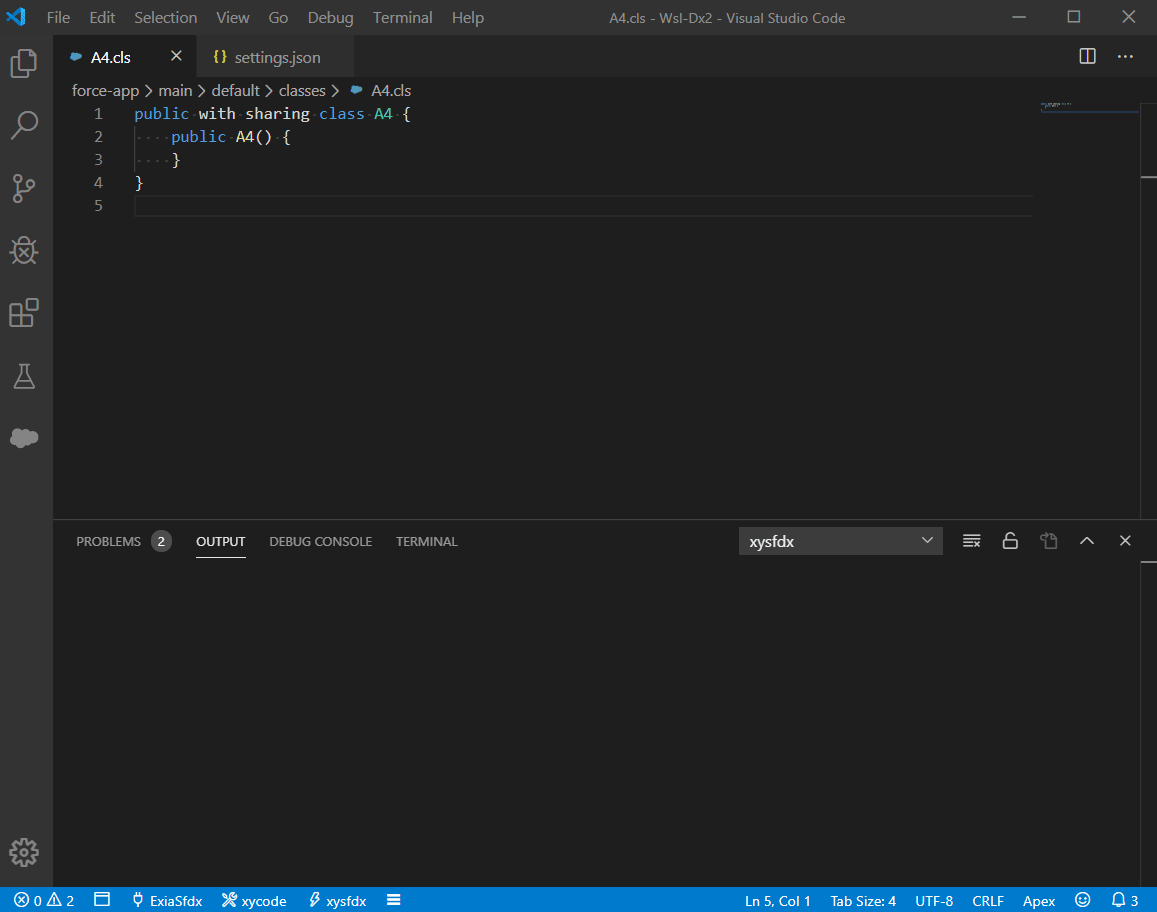 File Edit Selection View Go Debug Terminal Help A4.cls - Wsl-Dx2 - Visual Studio Code
A4.cls settings.json
force-app > main > default > classes > A4.cls
1 public with sharing class A4 {
2     public A4() {
3     }
4 }
5
PROBLEMS 2 OUTPUT DEBUG CONSOLE TERMINAL xysfdx
0 2 ExiaSfdx xycode xysfdx Ln 5, Col 1 Tab Size: 4 UTF-8 CRLF Apex 3